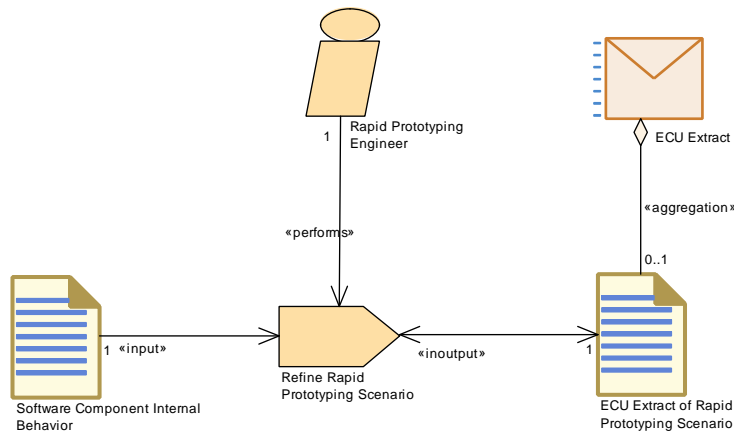 1
Rapid Prototyping
Engineer
ECU Extract
«aggregation»
«performs»
0..1
1
«input»
«inoutput»
1
Refine Rapid
Prototyping Scenario
Software Component Internal
Behavior
ECU Extract of Rapid
Prototyping Scenario